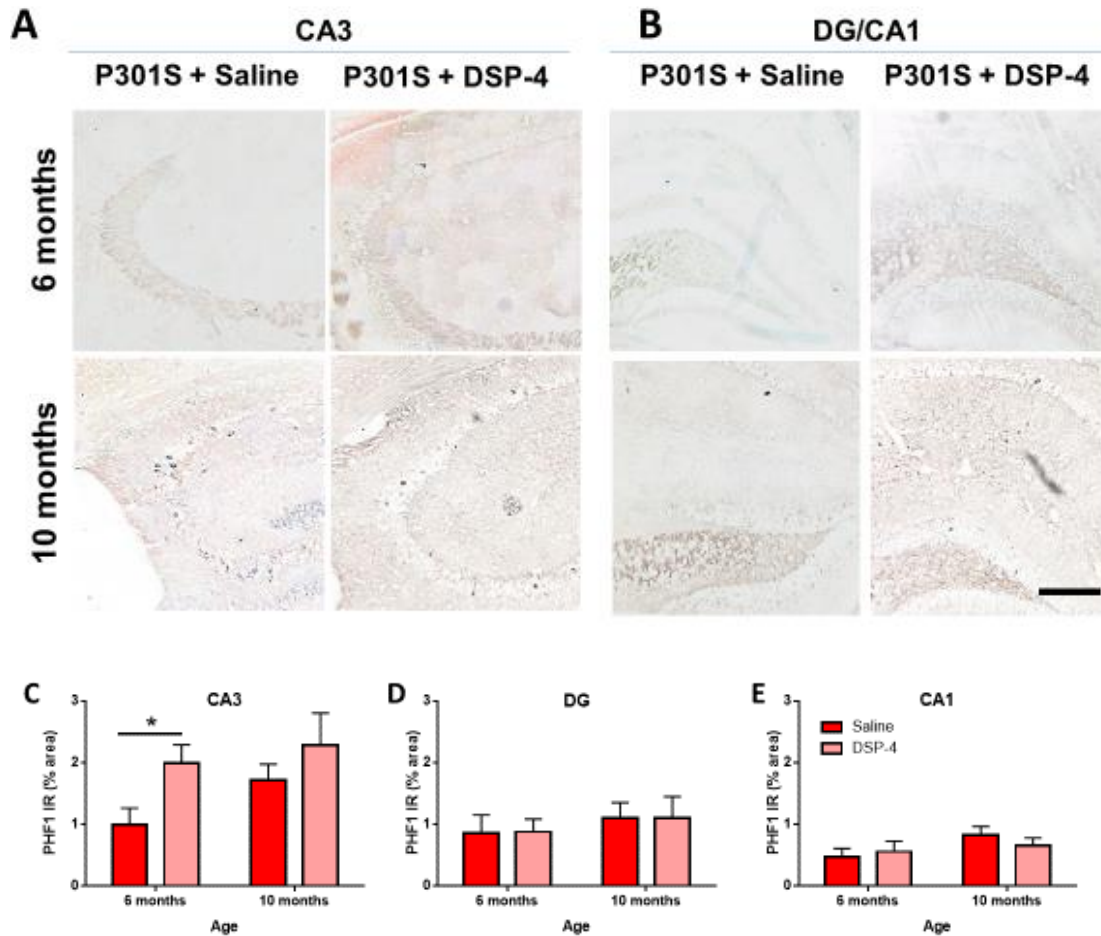 A
CA3
P301S + Saline
P301S + DSP-4
B
DG/CA1
P301S + Saline
P301S + DSP-4
6 months
10 months
C
CA3
PHF1 IR (% area)
3
2
1
0
*
6 months
10 months
Age
D
DG
PHF1 IR (% area)
3
2
1
0
6 months
10 months
Age
E
CA1
PHF1 IR (% area)
3
2
1
0
Saline
DSP-4
6 months
10 months
Age